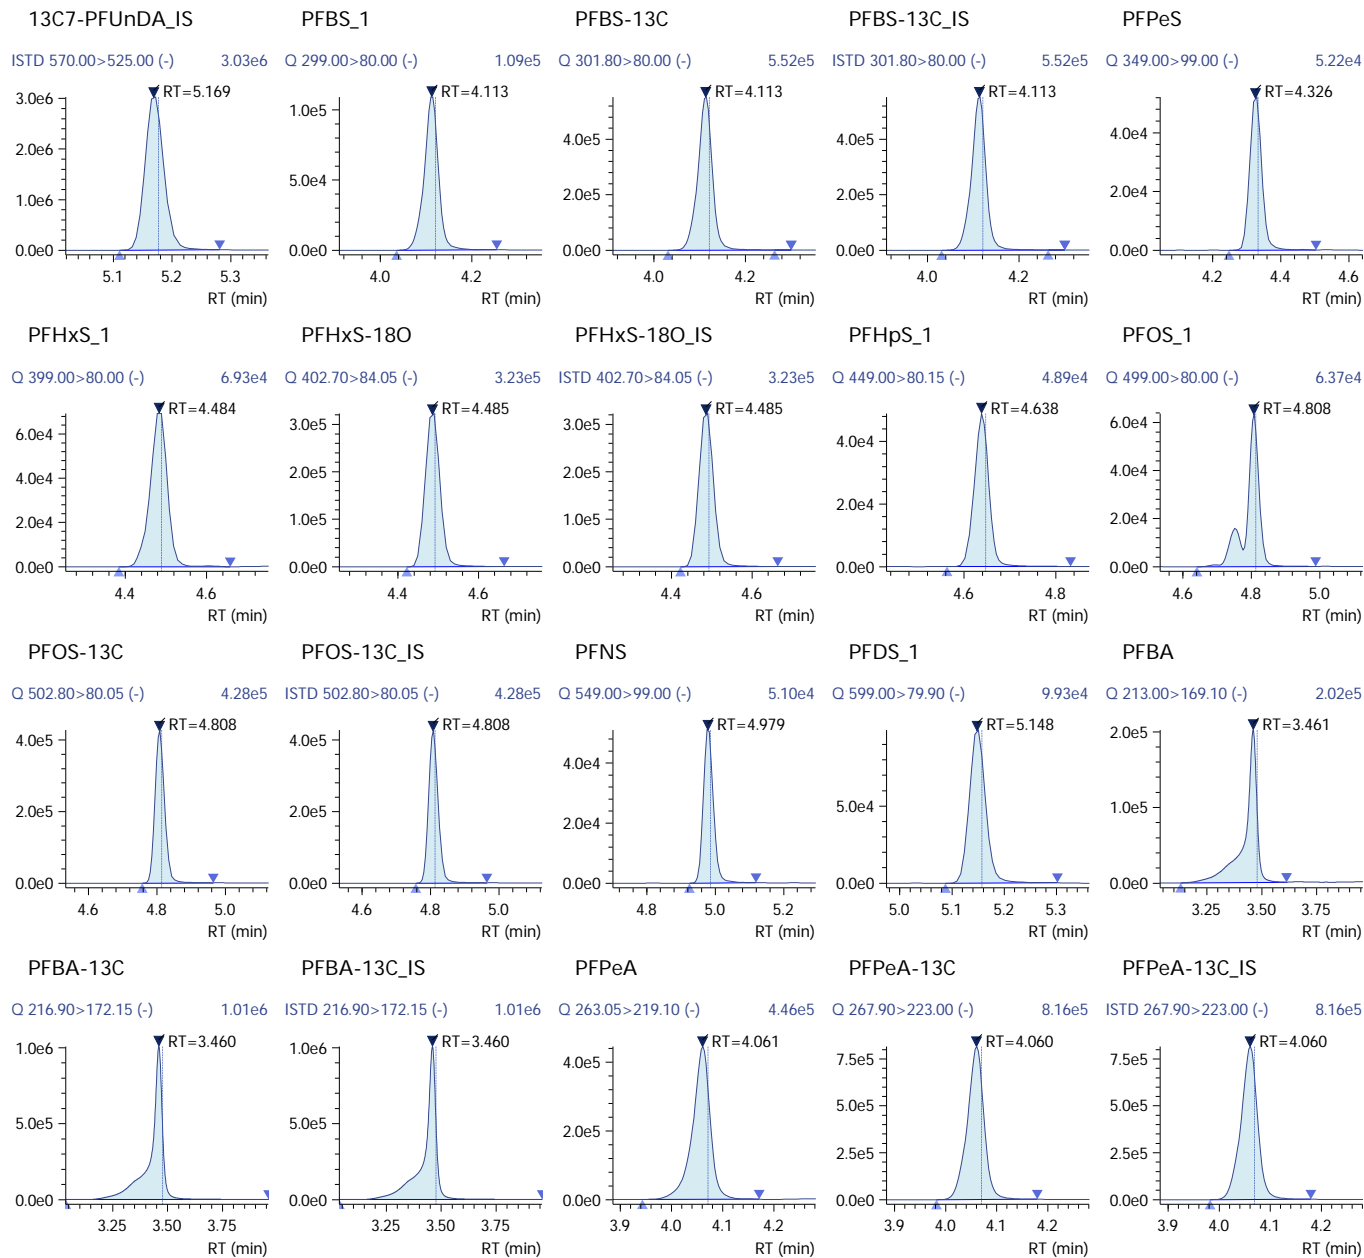 13C7-PFUnDA_IS PFBS_1 PFBS-13C PFBS-13C_IS PFPeS
ISTD 570.00>525.00 (-) 3.03e6 Q 299.00>80.00 (-) 1.09e5 Q 301.80>80.00 (-) 5.52e5 ISTD 301.80>80.00 (-) 5.52e5 Q 349.00>99.00 (-) 5.22e4
RT=5.169 RT=4.113 RT=4.113 RT=4.113 RT=4.326
3.0e6 1.0e5 4.0e5 4.0e5 4.0e4
2.0e6 5.0e4 2.0e5 2.0e5 2.0e4
1.0e6
0.0e0 0.0e0 0.0e0 0.0e0 0.0e0
5.1 5.2 5.3 4.0 4.2 4.0 4.2 4.0 4.2 4.2 4.4 4.6
RT (min) RT (min) RT (min) RT (min) RT (min)
PFHxS_1 PFHxS-18O PFHxS-18O_IS PFHpS_1 PFOS_1
Q 399.00>80.00 (-) 6.93e4 Q 402.70>84.05 (-) 3.23e5 ISTD 402.70>84.05 (-) 3.23e5 Q 449.00>80.15 (-) 4.89e4 Q 499.00>80.00 (-) 6.37e4
RT=4.484 RT=4.485 RT=4.485 RT=4.638 RT=4.808
6.0e4 3.0e5 3.0e5 4.0e4 6.0e4
4.0e4 2.0e5 2.0e5 2.0e4 4.0e4
2.0e4 1.0e5 1.0e5 2.0e4
0.0e0 0.0e0 0.0e0 0.0e0 0.0e0
4.4 4.6 4.4 4.6 4.4 4.6 4.6 4.8 4.6 4.8 5.0
RT (min) RT (min) RT (min) RT (min) RT (min)
PFOS-13C PFOS-13C_IS PFNS PFDS_1 PFBA
Q 502.80>80.05 (-) 4.28e5 ISTD 502.80>80.05 (-) 4.28e5 Q 549.00>99.00 (-) 5.10e4 Q 599.00>79.90 (-) 9.93e4 Q 213.00>169.10 (-) 2.02e5
RT=4.808 RT=4.808 RT=4.979 RT=5.148 RT=3.461
4.0e5 4.0e5 4.0e4 5.0e4 2.0e5
2.0e5 2.0e5 2.0e4 1.0e5
0.0e0 0.0e0 0.0e0 0.0e0 0.0e0
4.6 4.8 5.0 4.6 4.8 5.0 4.8 5.0 5.2 5.0 5.1 5.2 5.3 3.25 3.50 3.75
RT (min) RT (min) RT (min) RT (min) RT (min)
PFBA-13C PFBA-13C_IS PFPeA PFPeA-13C PFPeA-13C_IS
Q 216.90>172.15 (-) 1.01e6 ISTD 216.90>172.15 (-) 1.01e6 Q 263.05>219.10 (-) 4.46e5 Q 267.90>223.00 (-) 8.16e5 ISTD 267.90>223.00 (-) 8.16e5
RT=3.460 RT=3.460 RT=4.061 RT=4.060 RT=4.060
1.0e6 1.0e6 4.0e5 7.5e5 7.5e5
5.0e5 5.0e5 2.0e5 5.0e5 5.0e5
2.5e5 2.5e5
0.0e0 0.0e0 0.0e0 0.0e0 0.0e0
3.25 3.50 3.75 3.25 3.50 3.75 3.9 4.0 4.1 4.2 3.9 4.0 4.1 4.2 3.9 4.0 4.1 4.2
RT (min) RT (min) RT (min) RT (min) RT (min)